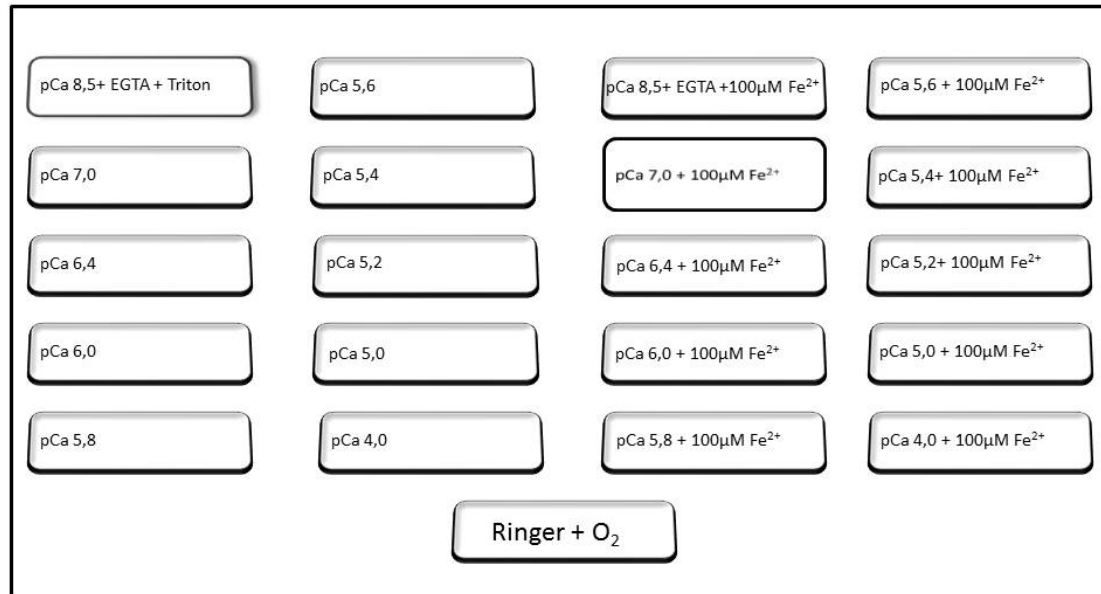 pCa 8,5+ EGTA + Triton
pCa 7,0
pCa 6,4
pCa 6,0
pCa 5,8
pCa 5,6
pCa 5,4
pCa 5,2
pCa 5,0
pCa 4,0
pCa 8,5+ EGTA +100µM Fe²⁺
pCa 7,0 + 100µM Fe²⁺
pCa 6,4 + 100µM Fe²⁺
pCa 6,0 + 100µM Fe²⁺
pCa 5,8 + 100µM Fe²⁺
pCa 5,6 + 100µM Fe²⁺
pCa 5,4+ 100µM Fe²⁺
pCa 5,2+ 100µM Fe²⁺
pCa 5,0 + 100µM Fe²⁺
pCa 4,0 + 100µM Fe²⁺
Ringer + O₂